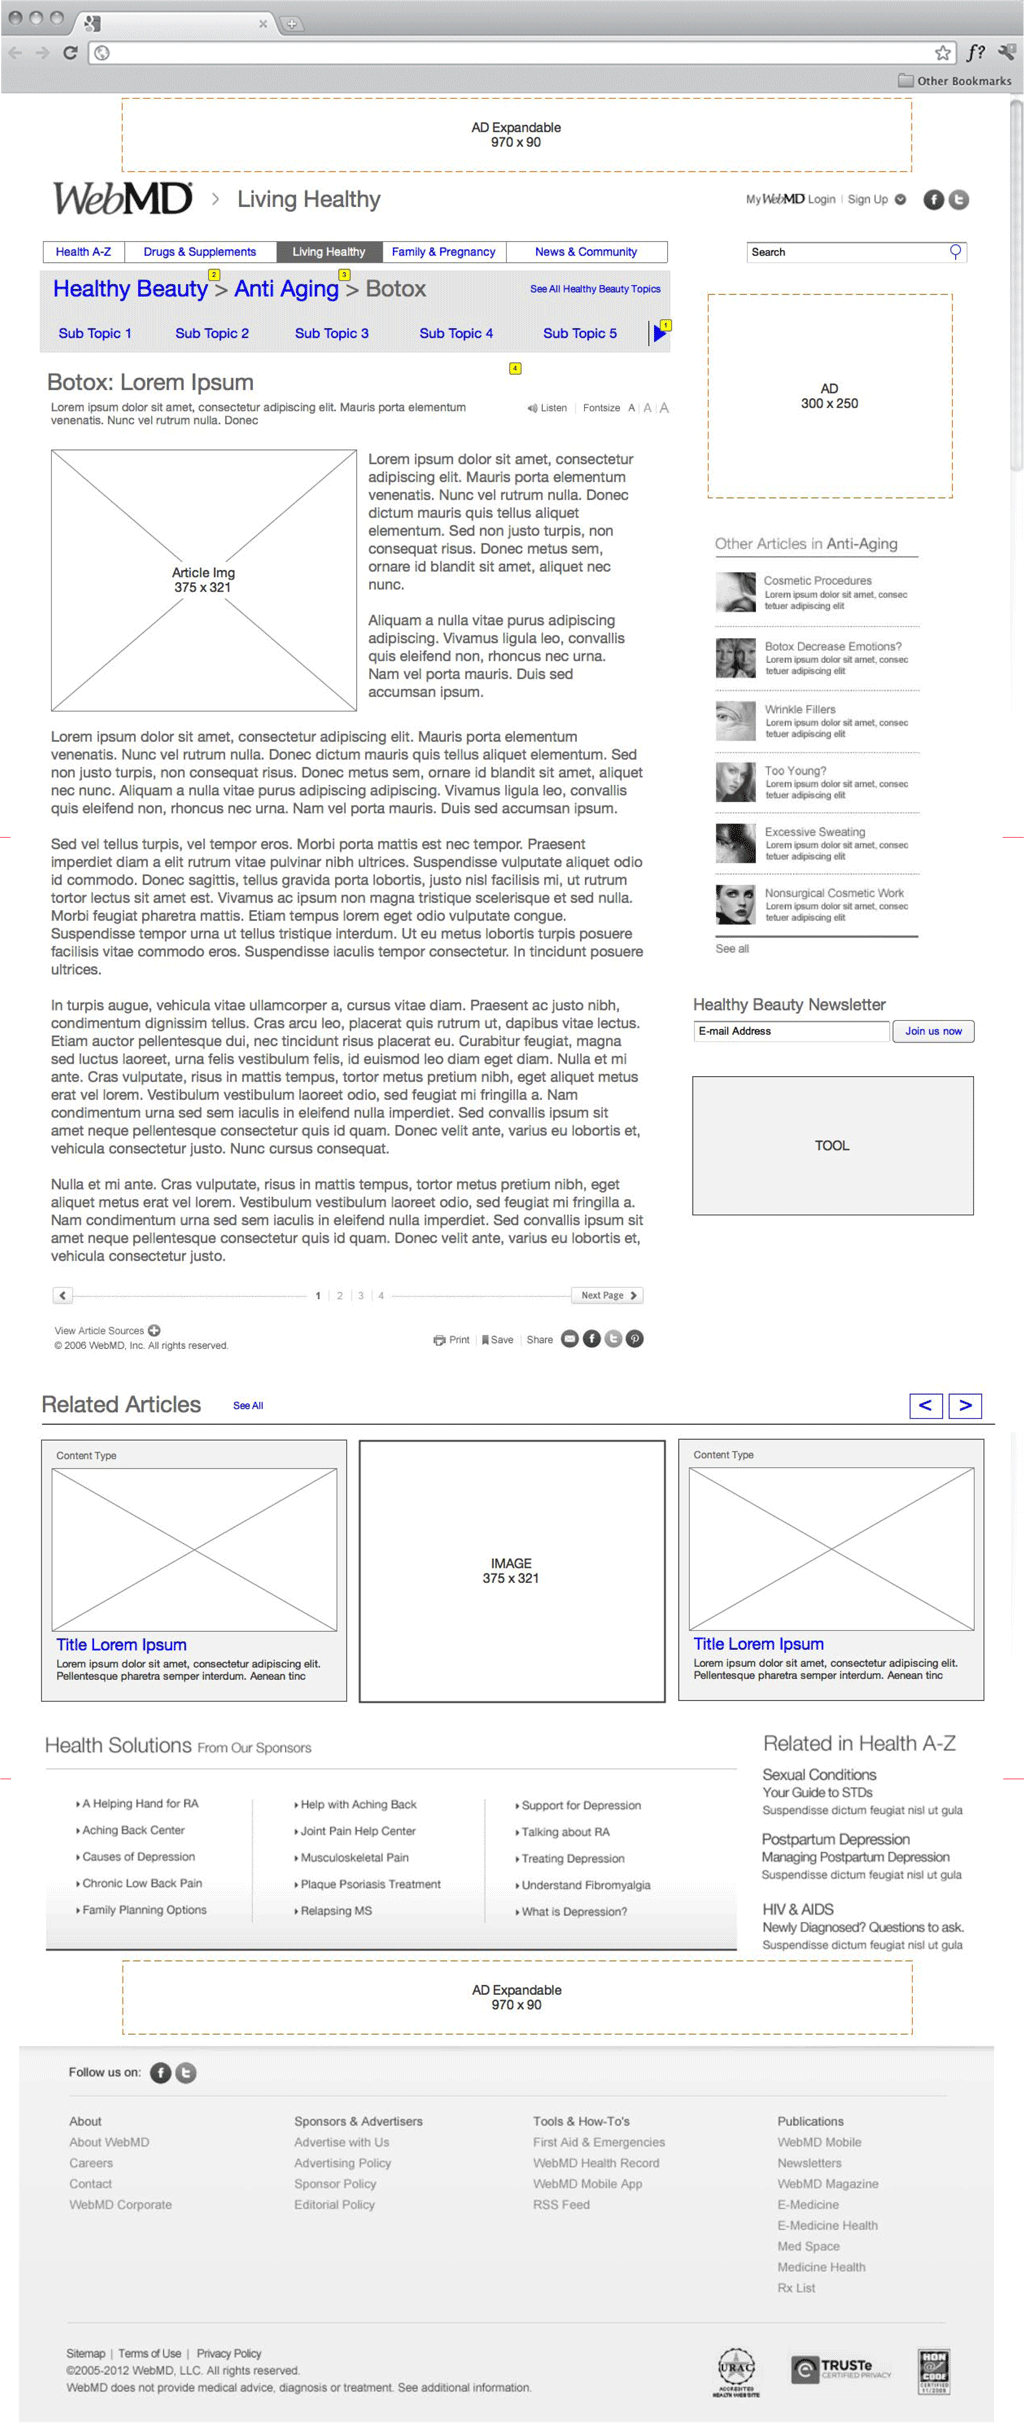 f?
Other Bookmarks
AD Expandable
970 x 90
WebMD > Living Healthy
My WebMD Login | Sign Up
Health A-Z
Drugs & Supplements
Living Healthy
Family & Pregnancy
News & Community
Search
2
3
Healthy Beauty > Anti Aging > Botox
See All Healthy Beauty Topics
Sub Topic 1
Sub Topic 2
Sub Topic 3
Sub Topic 4
Sub Topic 5
1
4
Botox: Lorem Ipsum
Lorem ipsum dolor sit amet, consectetur adipiscing elit. Mauris porta elementum
venenatis. Nunc vel rutrum nulla. Donec
Listen | Fontsize A | A | A
AD
300 x 250
Article Img
375 x 321
Lorem ipsum dolor sit amet, consectetur
adipiscing elit. Mauris porta elementum
venenatis. Nunc vel rutrum nulla. Donec
dictum mauris quis tellus aliquet
elementum. Sed non justo turpis, non
consequat risus. Donec metus sem,
ornare id blandit sit amet, aliquet nec
nunc.
Aliquam a nulla vitae purus adipiscing
adipiscing. Vivamus ligula leo, convallis
quis eleifend non, rhoncus nec urna.
Nam vel porta mauris. Duis sed
accumsan ipsum.
Lorem ipsum dolor sit amet, consectetur adipiscing elit. Mauris porta elementum
venenatis. Nunc vel rutrum nulla. Donec dictum mauris quis tellus aliquet elementum. Sed
non justo turpis, non consequat risus. Donec metus sem, ornare id blandit sit amet, aliquet
nec nunc. Aliquam a nulla vitae purus adipiscing adipiscing. Vivamus ligula leo, convallis
quis eleifend non, rhoncus nec urna. Nam vel porta mauris. Duis sed accumsan ipsum.
Sed vel tellus turpis, vel tempor eros. Morbi porta mattis est nec tempor. Praesent
imperdiet diam a elit rutrum vitae pulvinar nibh ultrices. Suspendisse vulputate aliquet odio
id commodo. Donec sagittis, tellus gravida porta lobortis, justo nisl facilisis mi, ut rutrum
tortor lectus sit amet est. Vivamus ac ipsum non magna tristique scelerisque et sed nulla.
Morbi feugiat pharetra mattis. Etiam tempus lorem eget odio vulputate congue.
Suspendisse tempor urna ut tellus tristique interdum. Ut eu metus lobortis turpis posuere
facilisis vitae commodo eros. Suspendisse iaculis tempor consectetur. In tincidunt posuere
ultrices.
In turpis augue, vehicula vitae ullamcorper a, cursus vitae diam. Praesent ac justo nibh,
condimentum dignissim tellus. Cras arcu leo, placerat quis rutrum ut, dapibus vitae lectus.
Etiam auctor pellentesque dui, nec tincidunt risus placerat eu. Curabitur feugiat, magna
sed luctus laoreet, urna felis vestibulum felis, id euismod leo diam eget diam. Nulla et mi
ante. Cras vulputate, risus in mattis tempus, tortor metus pretium nibh, eget aliquet metus
erat vel lorem. Vestibulum vestibulum laoreet odio, sed feugiat mi fringilla a. Nam
condimentum urna sed sem iaculis in eleifend nulla imperdiet. Sed convallis ipsum sit
amet neque pellentesque consectetur quis id quam. Donec velit ante, varius eu lobortis et,
vehicula consectetur justo. Nunc cursus consequat.
Nulla et mi ante. Cras vulputate, risus in mattis tempus, tortor metus pretium nibh, eget
aliquet metus erat vel lorem. Vestibulum vestibulum laoreet odio, sed feugiat mi fringilla a.
Nam condimentum urna sed sem iaculis in eleifend nulla imperdiet. Sed convallis ipsum sit
amet neque pellentesque consectetur quis id quam. Donec velit ante, varius eu lobortis et,
vehicula consectetur justo.
Other Articles in Anti-Aging
Cosmetic Procedures
Lorem ipsum dolor sit amet, consec
tetuer adipiscing elit
Botox Decrease Emotions?
Lorem ipsum dolor sit amet, consec
tetuer adipiscing elit
Wrinkle Fillers
Lorem ipsum dolor sit amet, consec
tetuer adipiscing elit
Too Young?
Lorem ipsum dolor sit amet, consec
tetuer adipiscing elit
Excessive Sweating
Lorem ipsum dolor sit amet, consec
tetuer adipiscing elit
Nonsurgical Cosmetic Work
Lorem ipsum dolor sit amet, consec
tetuer adipiscing elit
See all
Healthy Beauty Newsletter
E-mail Address
Join us now
TOOL
1 | 2 | 3 | 4
Next Page
View Article Sources
© 2006 WebMD, Inc. All rights reserved.
Print | Save | Share
Related Articles
See All
< >
Content Type
Title Lorem Ipsum
Lorem ipsum dolor sit amet, consectetur adipiscing elit.
Pellentesque pharetra semper interdum. Aenean tinc
IMAGE
375 x 321
Content Type
Title Lorem Ipsum
Lorem ipsum dolor sit amet, consectetur adipiscing elit.
Pellentesque pharetra semper interdum. Aenean tinc
Health Solutions From Our Sponsors
A Helping Hand for RA
Aching Back Center
Causes of Depression
Chronic Low Back Pain
Family Planning Options
Help with Aching Back
Joint Pain Help Center
Musculoskeletal Pain
Plaque Psoriasis Treatment
Relapsing MS
Support for Depression
Talking about RA
Treating Depression
Understand Fibromyalgia
What is Depression?
Related in Health A-Z
Sexual Conditions
Your Guide to STDs
Suspendisse dictum feugiat nisl ut gula
Postpartum Depression
Managing Postpartum Depression
Suspendisse dictum feugiat nisl ut gula
HIV & AIDS
Newly Diagnosed? Questions to ask.
Suspendisse dictum feugiat nisl ut gula
AD Expandable
970 x 90
Follow us on:
About
About WebMD
Careers
Contact
WebMD Corporate
Sponsors & Advertisers
Advertise with Us
Advertising Policy
Sponsor Policy
Editorial Policy
Tools & How-To's
First Aid & Emergencies
WebMD Health Record
WebMD Mobile App
RSS Feed
Publications
WebMD Mobile
Newsletters
WebMD Magazine
E-Medicine
E-Medicine Health
Med Space
Medicine Health
Rx List
Sitemap | Terms of Use | Privacy Policy
©2005-2012 WebMD, LLC. All rights reserved.
WebMD does not provide medical advice, diagnosis or treatment. See additional information.
URAC
ACCREDITED
HEALTH WEB SITE
TRUSTe
CERTIFIED PRIVACY
HON
@
CODE
CERTIFIED